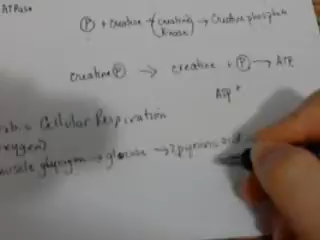 ATPase
(P) + creatine → (creatine kinase) → Creatine phosphate
creatine (P) → creatine + (P) → ATP
ADP +
Cellular Respiration
oxygen)
muscle glycogen → glucose → 2 pyruvic acid